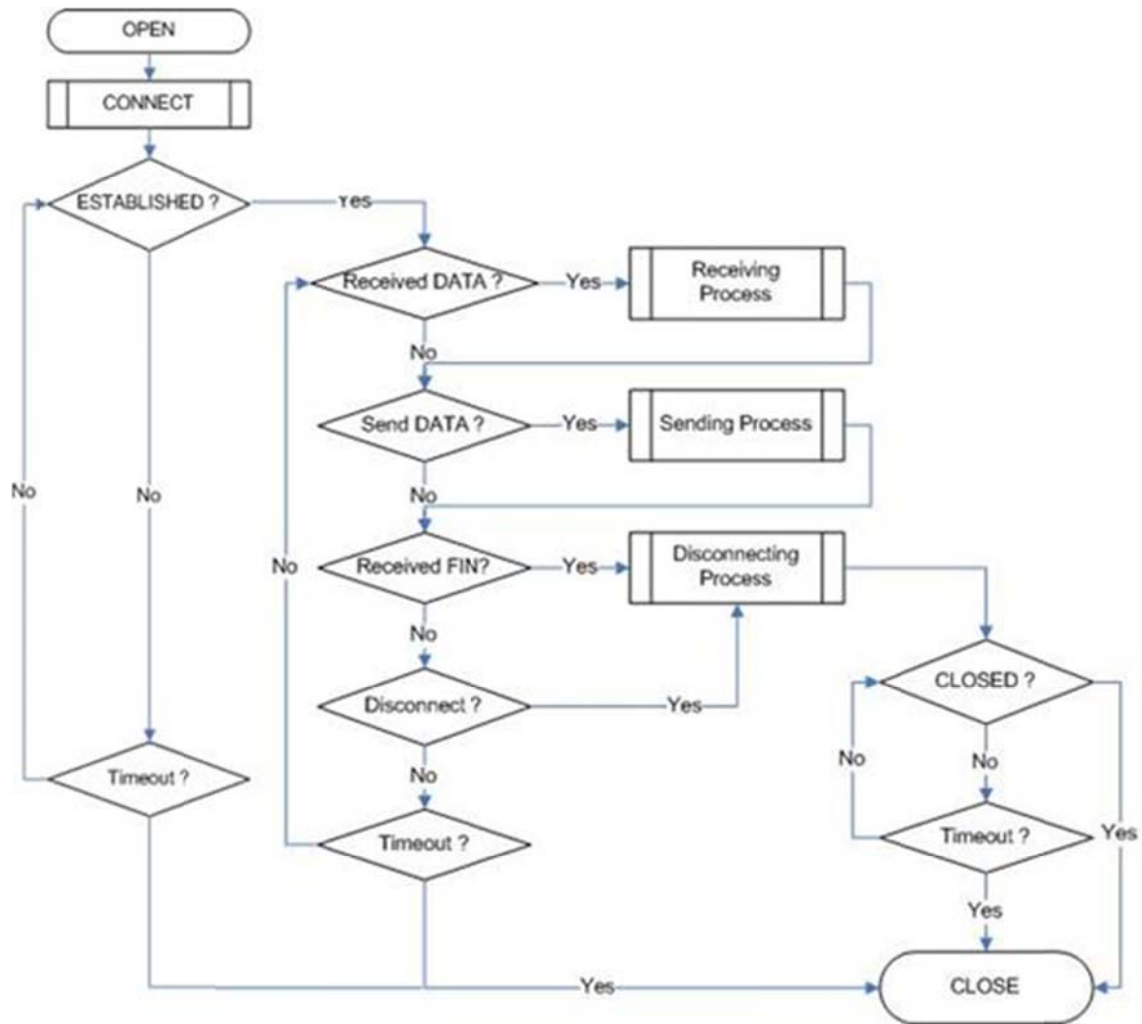 OPEN
CONNECT
ESTABLISHED ?
Yes
Received DATA ?
Yes
Receiving
Process
No
Send DATA ?
Yes
Sending Process
No
No
No
Received FIN?
Yes
Disconnecting
Process
No
No
Disconnect ?
Yes
CLOSED ?
No
No
No
Timeout ?
Timeout ?
Timeout ?
Yes
Yes
Yes
CLOSE